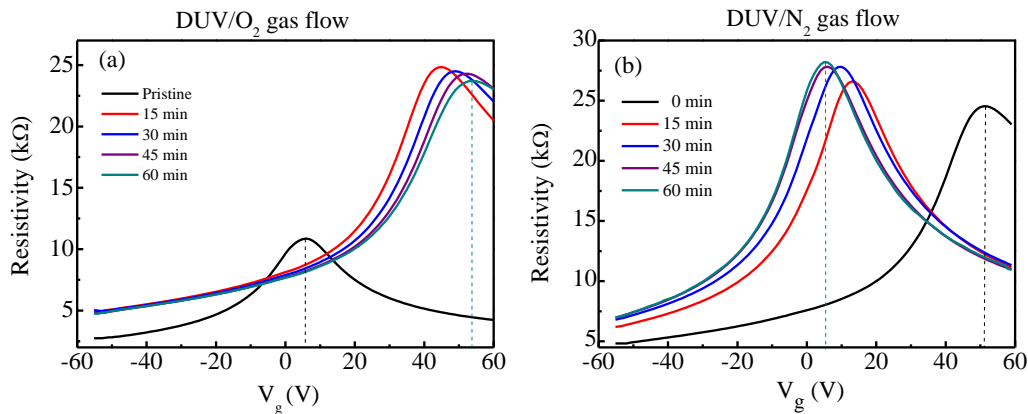 DUV/O₂ gas flow
(a)
Pristine
15 min
30 min
45 min
60 min
Resistivity (kΩ)
25
20
15
10
5
-60 -40 -20 0 20 40 60
V_g (V)
DUV/N₂ gas flow
(b)
0 min
15 min
30 min
45 min
60 min
Resistivity (kΩ)
30
25
20
15
10
5
-60 -40 -20 0 20 40 60
V_g (V)